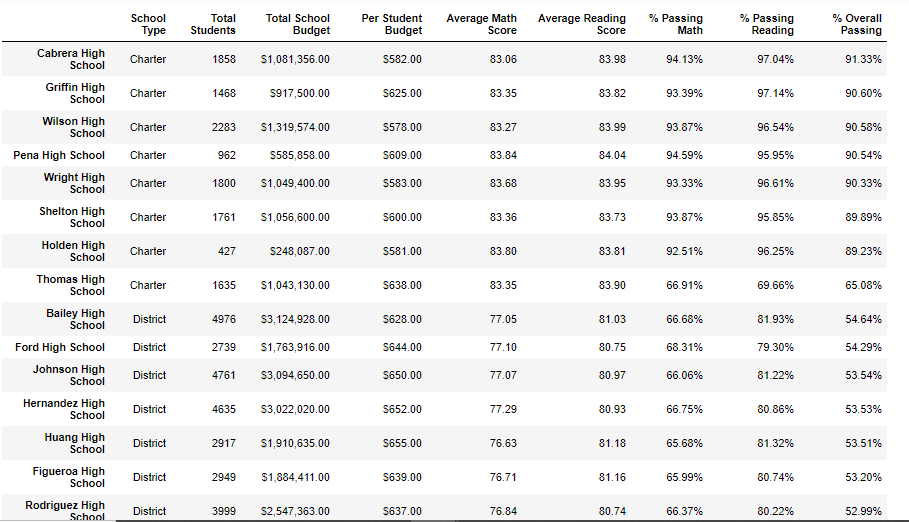 School Type Total Students Total School Budget Per Student Budget Average Math Score Average Reading Score % Passing Math % Passing Reading % Overall Passing
Cabrera High School Charter 1858 $1,081,356.00 $582.00 83.06 83.98 94.13% 97.04% 91.33%
Griffin High School Charter 1468 $917,500.00 $625.00 83.35 83.82 93.39% 97.14% 90.60%
Wilson High School Charter 2283 $1,319,574.00 $578.00 83.27 83.99 93.87% 96.54% 90.58%
Pena High School Charter 962 $585,858.00 $609.00 83.84 84.04 94.59% 95.95% 90.54%
Wright High School Charter 1800 $1,049,400.00 $583.00 83.68 83.95 93.33% 96.61% 90.33%
Shelton High School Charter 1761 $1,056,600.00 $600.00 83.36 83.73 93.87% 95.85% 89.89%
Holden High School Charter 427 $248,087.00 $581.00 83.80 83.81 92.51% 96.25% 89.23%
Thomas High School Charter 1635 $1,043,130.00 $638.00 83.35 83.90 66.91% 69.66% 65.08%
Bailey High School District 4976 $3,124,928.00 $628.00 77.05 81.03 66.68% 81.93% 54.64%
Ford High School District 2739 $1,763,916.00 $644.00 77.10 80.75 68.31% 79.30% 54.29%
Johnson High School District 4761 $3,094,650.00 $650.00 77.07 80.97 66.06% 81.22% 53.54%
Hernandez High School District 4635 $3,022,020.00 $652.00 77.29 80.93 66.75% 80.86% 53.53%
Huang High School District 2917 $1,910,635.00 $655.00 76.63 81.18 65.68% 81.32% 53.51%
Figueroa High School District 2949 $1,884,411.00 $639.00 76.71 81.16 65.99% 80.74% 53.20%
Rodriguez High School District 3999 $2,547,363.00 $637.00 76.84 80.74 66.37% 80.22% 52.99%